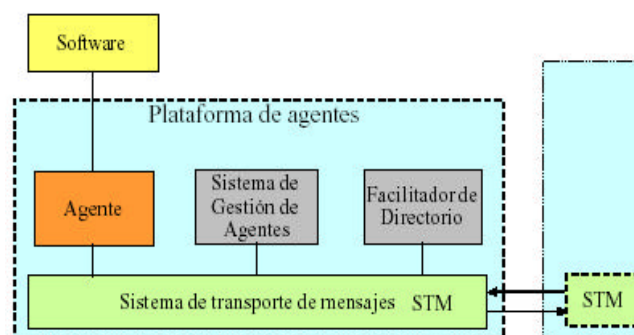 Software
Plataforma de agentes
Agente
Sistema de
Gestión de
Agentes
Facilitador de
Directorio
Sistema de transporte de mensajes STM
STM